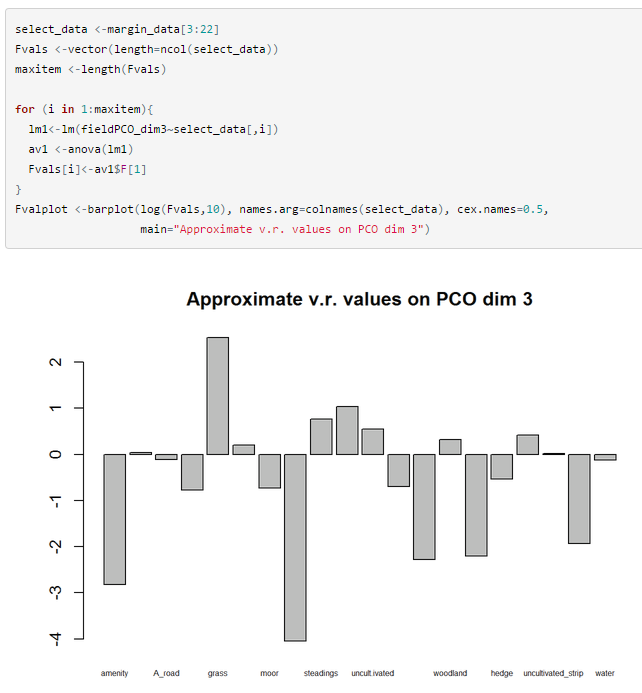 select_data <-margin_data[3:22]
Fvals <-vector(length=ncol(select_data))
maxitem <-length(Fvals)
for (i in 1:maxitem){
  lm1<-lm(fieldPCO_dim3~select_data[,i])
  av1 <-anova(lm1)
  Fvals[i]<-av1$F[1]
}
Fvalplot <-barplot(log(Fvals,10), names.arg=colnames(select_data), cex.names=0.5,
                   main="Approximate v.r. values on PCO dim 3")
Approximate v.r. values on PCO dim 3
2
1
0
-1
-2
-3
-4
amenity A_road grass moor steadings uncult.ivated woodland hedge uncultivated_strip water